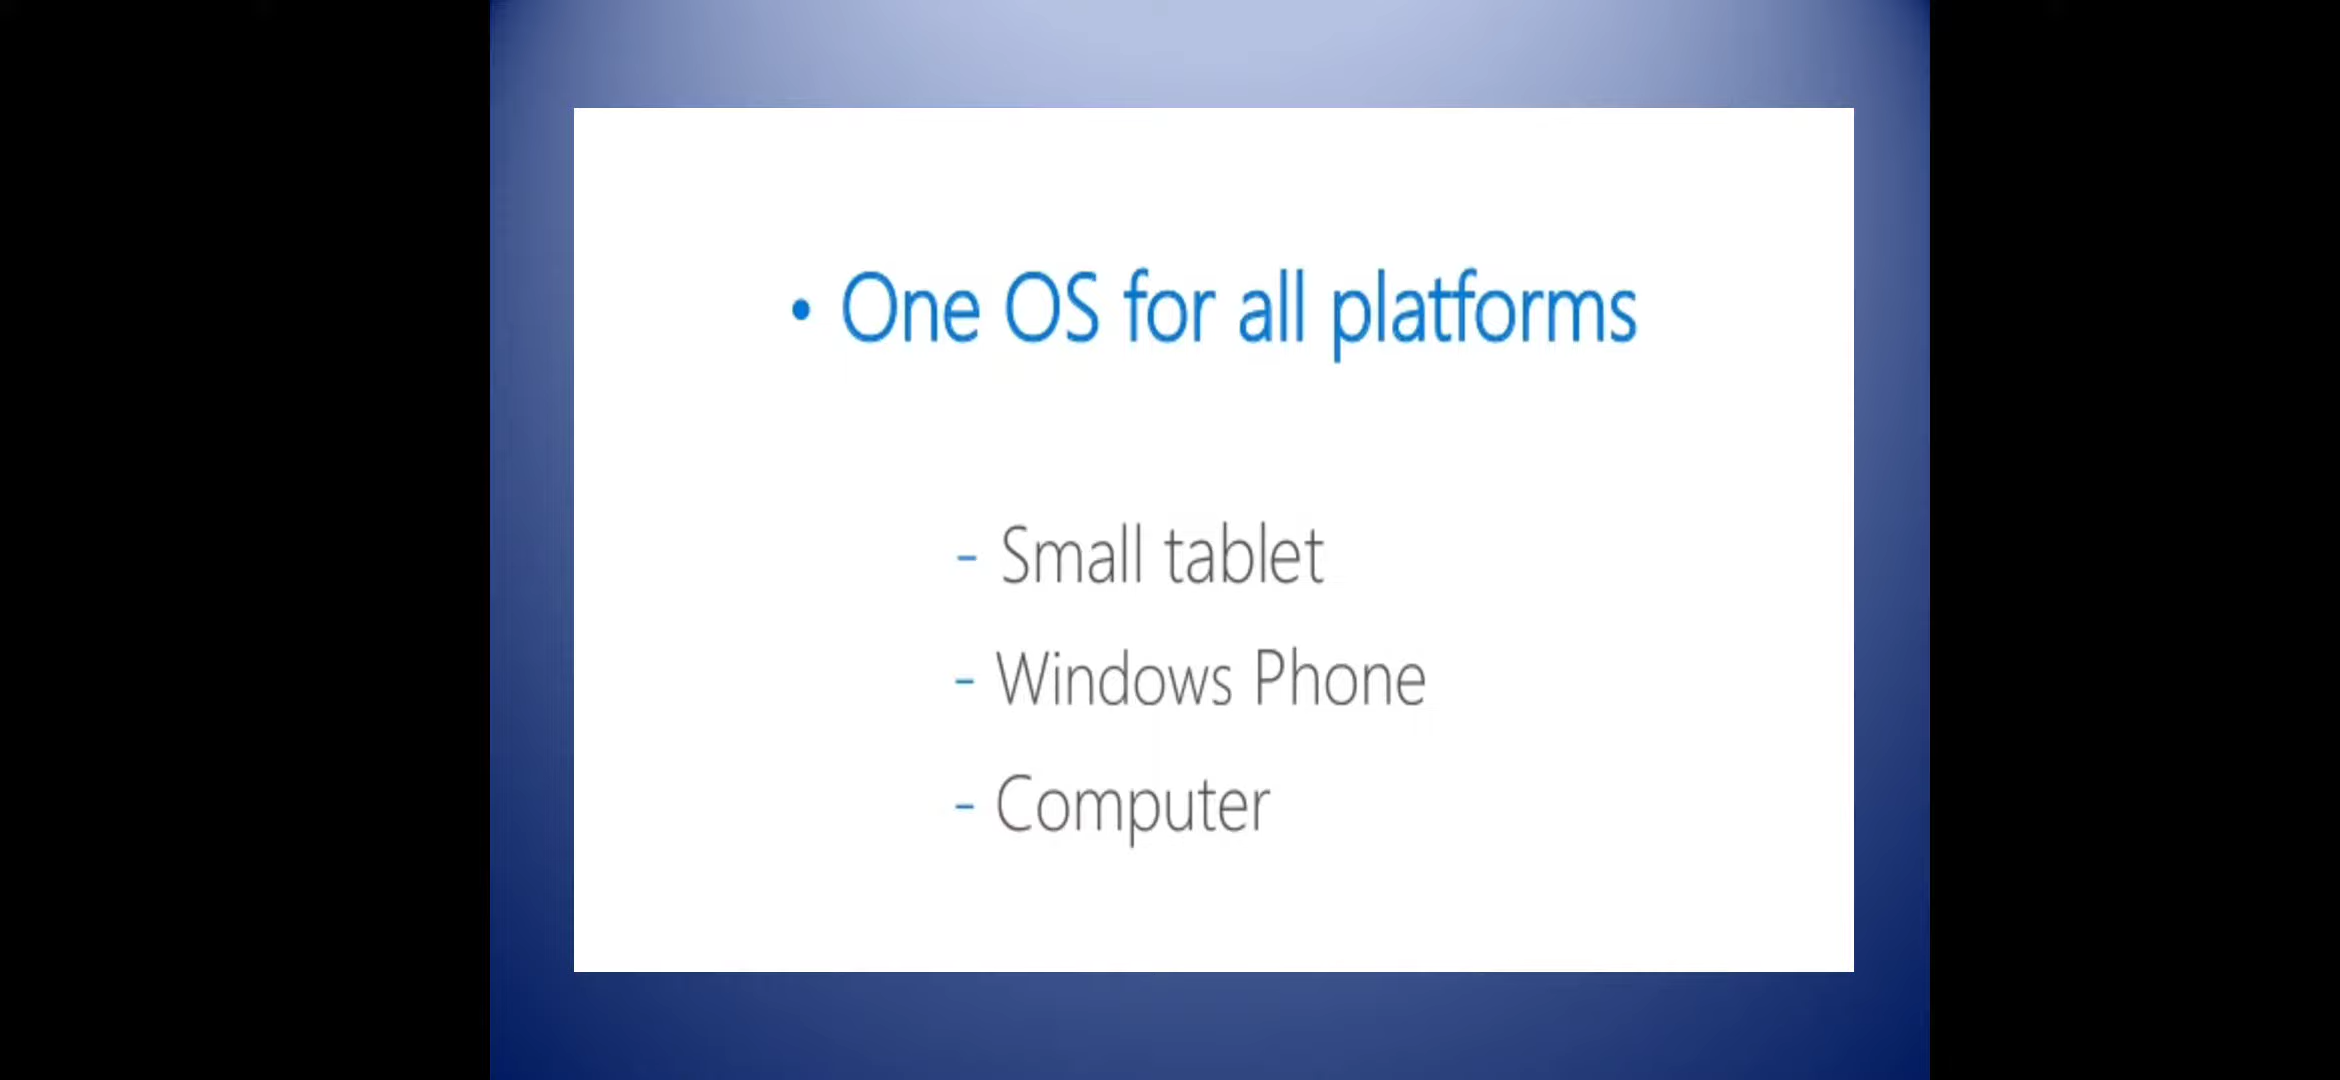 • One OS for all platforms
- Small tablet
- Windows Phone
- Computer